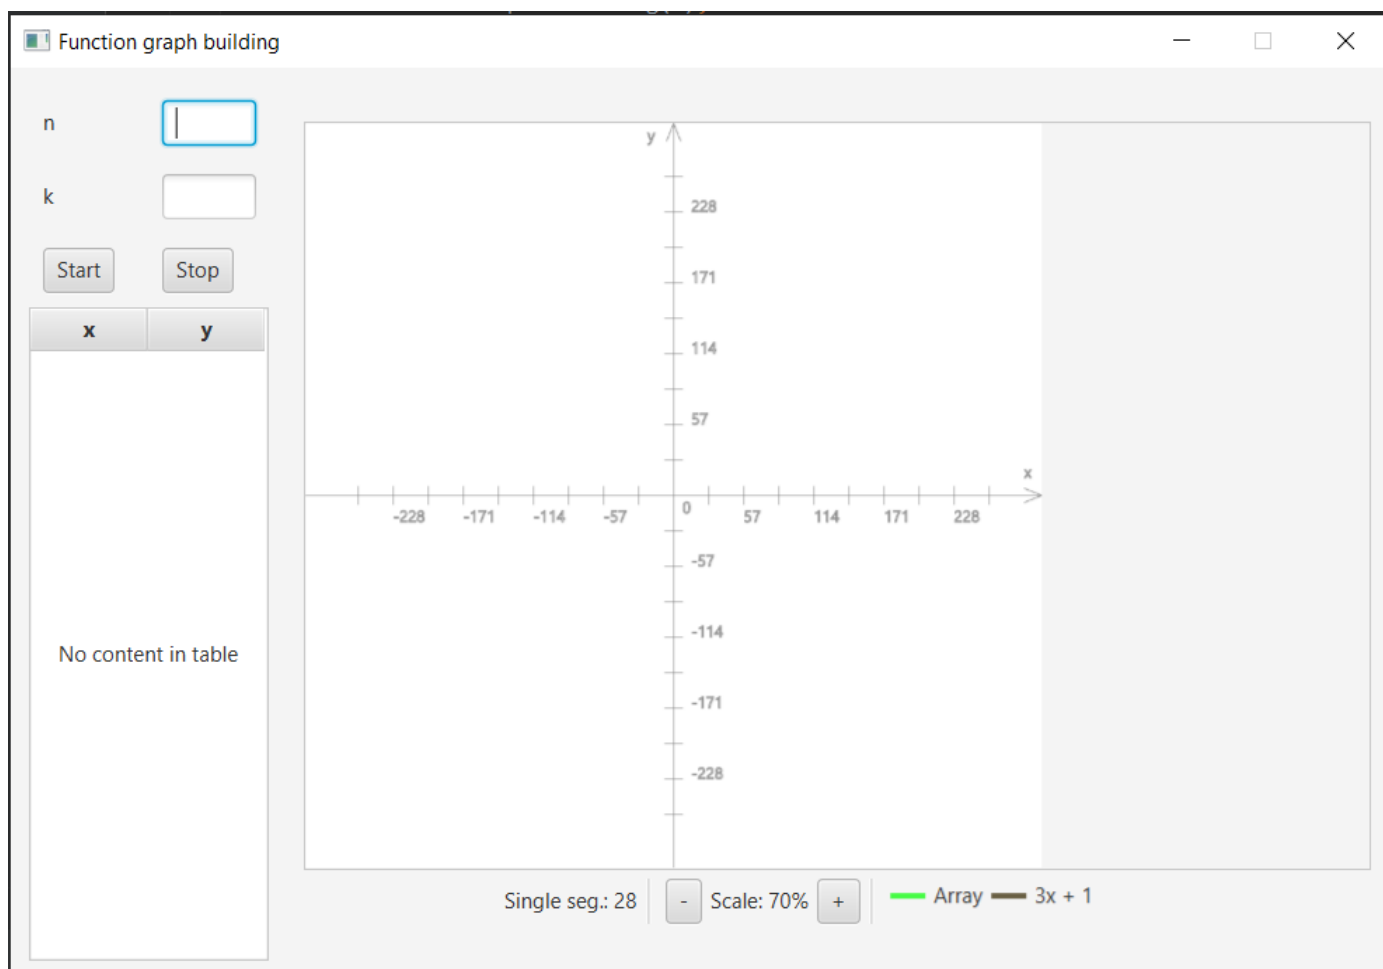 Function graph building
n
k
Start Stop
x y
No content in table
y
228
171
114
57
x
-228 -171 -114 -57 0 57 114 171 228
-57
-114
-171
-228
Single seg.: 28 - Scale: 70% + Array 3x + 1